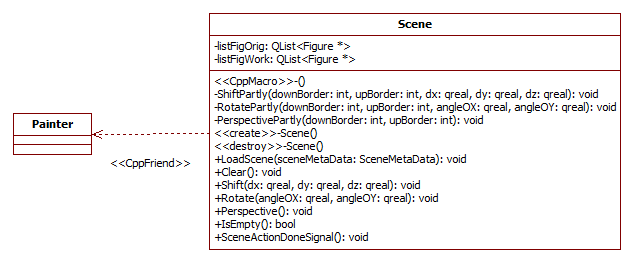 Scene
-listFigOrig: QList<Figure *>
-listFigWork: QList<Figure *>
<<CppMacro>>-()
-ShiftPartly(downBorder: int, upBorder: int, dx: qreal, dy: qreal, dz: qreal): void
-RotatePartly(downBorder: int, upBorder: int, angleOX: qreal, angleOY: qreal): void
-PerspectivePartly(downBorder: int, upBorder: int): void
<<create>>-Scene()
<<destroy>>-Scene()
+LoadScene(sceneMetaData: SceneMetaData): void
+Clear(): void
+Shift(dx: qreal, dy: qreal, dz: qreal): void
+Rotate(angleOX: qreal, angleOY: qreal): void
+Perspective(): void
+IsEmpty(): bool
+SceneActionDoneSignal(): void
Painter
<<CppFriend>>